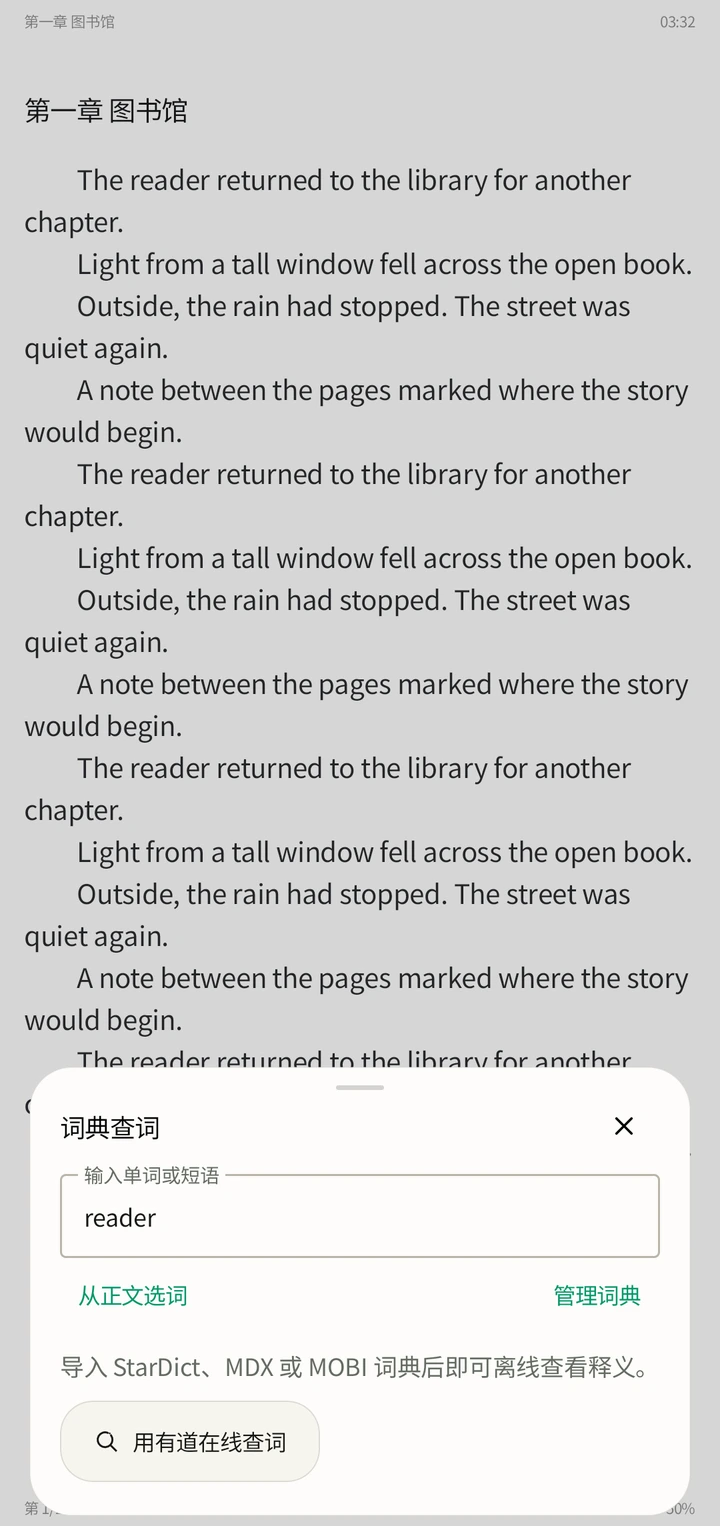 第一章 图书馆
03:32
第一章 图书馆
The reader returned to the library for another
chapter.
Light from a tall window fell across the open book.
Outside, the rain had stopped. The street was
quiet again.
A note between the pages marked where the story
would begin.
The reader returned to the library for another
chapter.
Light from a tall window fell across the open book.
Outside, the rain had stopped. The street was
quiet again.
A note between the pages marked where the story
would begin.
The reader returned to the library for another
chapter.
Light from a tall window fell across the open book.
Outside, the rain had stopped. The street was
quiet again.
A note between the pages marked where the story
would begin.
The reader returned to the library for another
词典查词
输入单词或短语
reader
从正文选词
管理词典
导入 StarDict、MDX 或 MOBI 词典后即可离线查看释义。
用有道在线查词